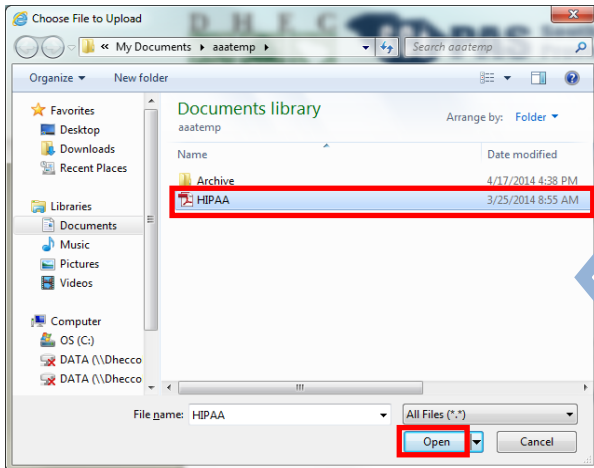 Choose File to Upload
D H E C
PAS
« My Documents ▸ aaatemp ▸
Search aaatemp
Organize ▾ New folder
Favorites
Desktop
Downloads
Recent Places
Libraries
Documents
Music
Pictures
Videos
Computer
OS (C:)
DATA (\\Dhecco
DATA (\\Dhecco
Documents library
aaatemp
Arrange by: Folder ▾
Name Date modified
Archive 4/17/2014 4:38 PM
HIPAA 3/25/2014 8:55 AM
File name: HIPAA
All Files (*.*)
Open Cancel